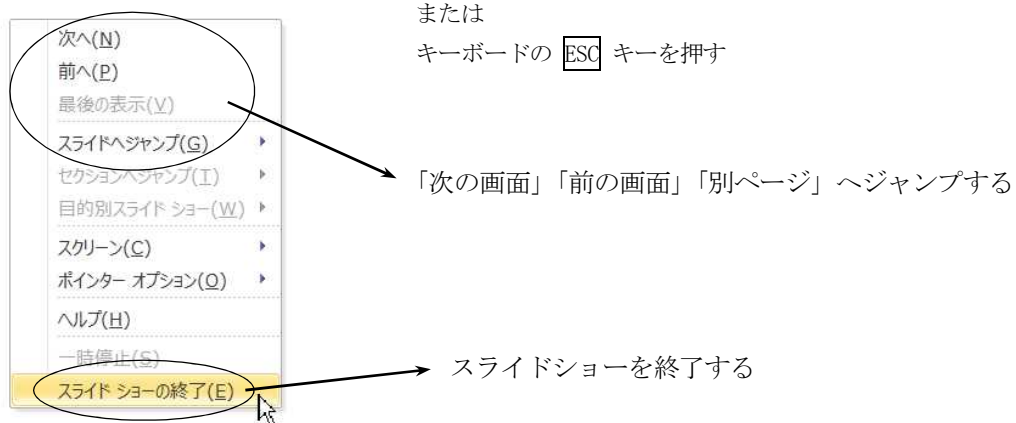 または
キーボードの ESC キーを押す
次へ(N)
前へ(P)
最後の表示(V)
スライドへジャンプ(G)
セクションへジャンプ(T)
目的別スライド ショー(W)
スクリーン(C)
ポインター オプション(O)
ヘルプ(H)
一時停止(S)
スライド ショーの終了(E)
「次の画面」「前の画面」「別ページ」へジャンプする
スライドショーを終了する